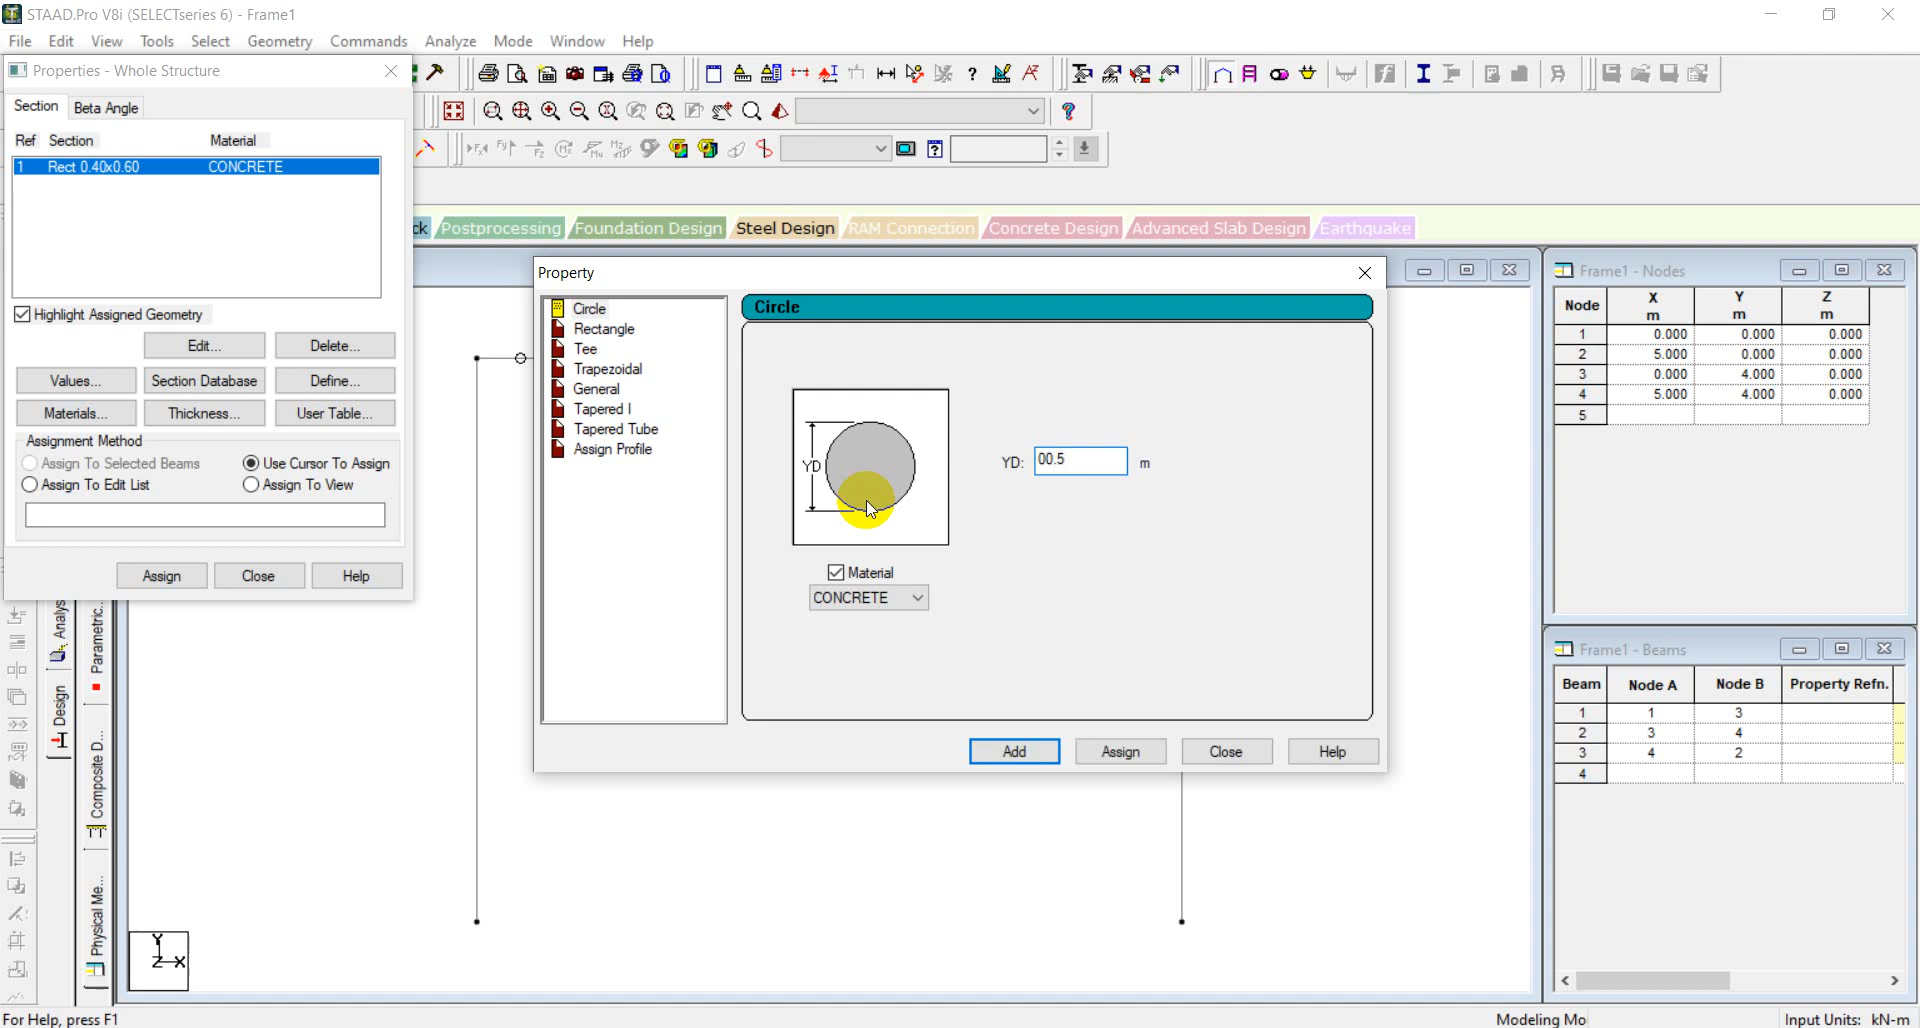 STAAD.Pro V8i (SELECTseries 6) - Frame1
File Edit View Tools Select Geometry Commands Analyze Mode Window Help
Properties - Whole Structure
Section Beta Angle
Ref Section Material
1 Rect 0.40x0.60 CONCRETE
Highlight Assigned Geometry
Edit... Delete...
Values... Section Database Define...
Materials... Thickness... User Table...
Assignment Method
Assign To Selected Beams Use Cursor To Assign
Assign To Edit List Assign To View
Assign Close Help
ck Postprocessing Foundation Design Steel Design RAM Connection Concrete Design Advanced Slab Design Earthquake
Property
Circle
Rectangle
Tee
Trapezoidal
General
Tapered I
Tapered Tube
Assign Profile
Circle
YD
YD: 00.5 m
Material
CONCRETE
Add Assign Close Help
Frame1 - Nodes
Node X m Y m Z m
1 0.000 0.000 0.000
2 5.000 0.000 0.000
3 0.000 4.000 0.000
4 5.000 4.000 0.000
5
Frame1 - Beams
Beam Node A Node B Property Refn.
1 1 3
2 3 4
3 4 2
4
Analys
Design
Parametric...
Composite D...
Physical Me...
Y
Z X
For Help, press F1
Modeling Mo
Input Units: kN-m